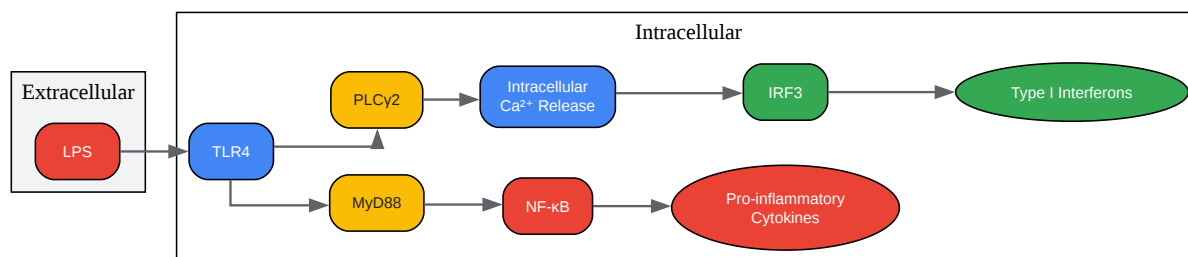 Intracellular
Extracellular
LPS
TLR4
PLCγ2
Intracellular
Ca²⁺ Release
IRF3
Type I Interferons
MyD88
NF-κB
Pro-inflammatory
Cytokines